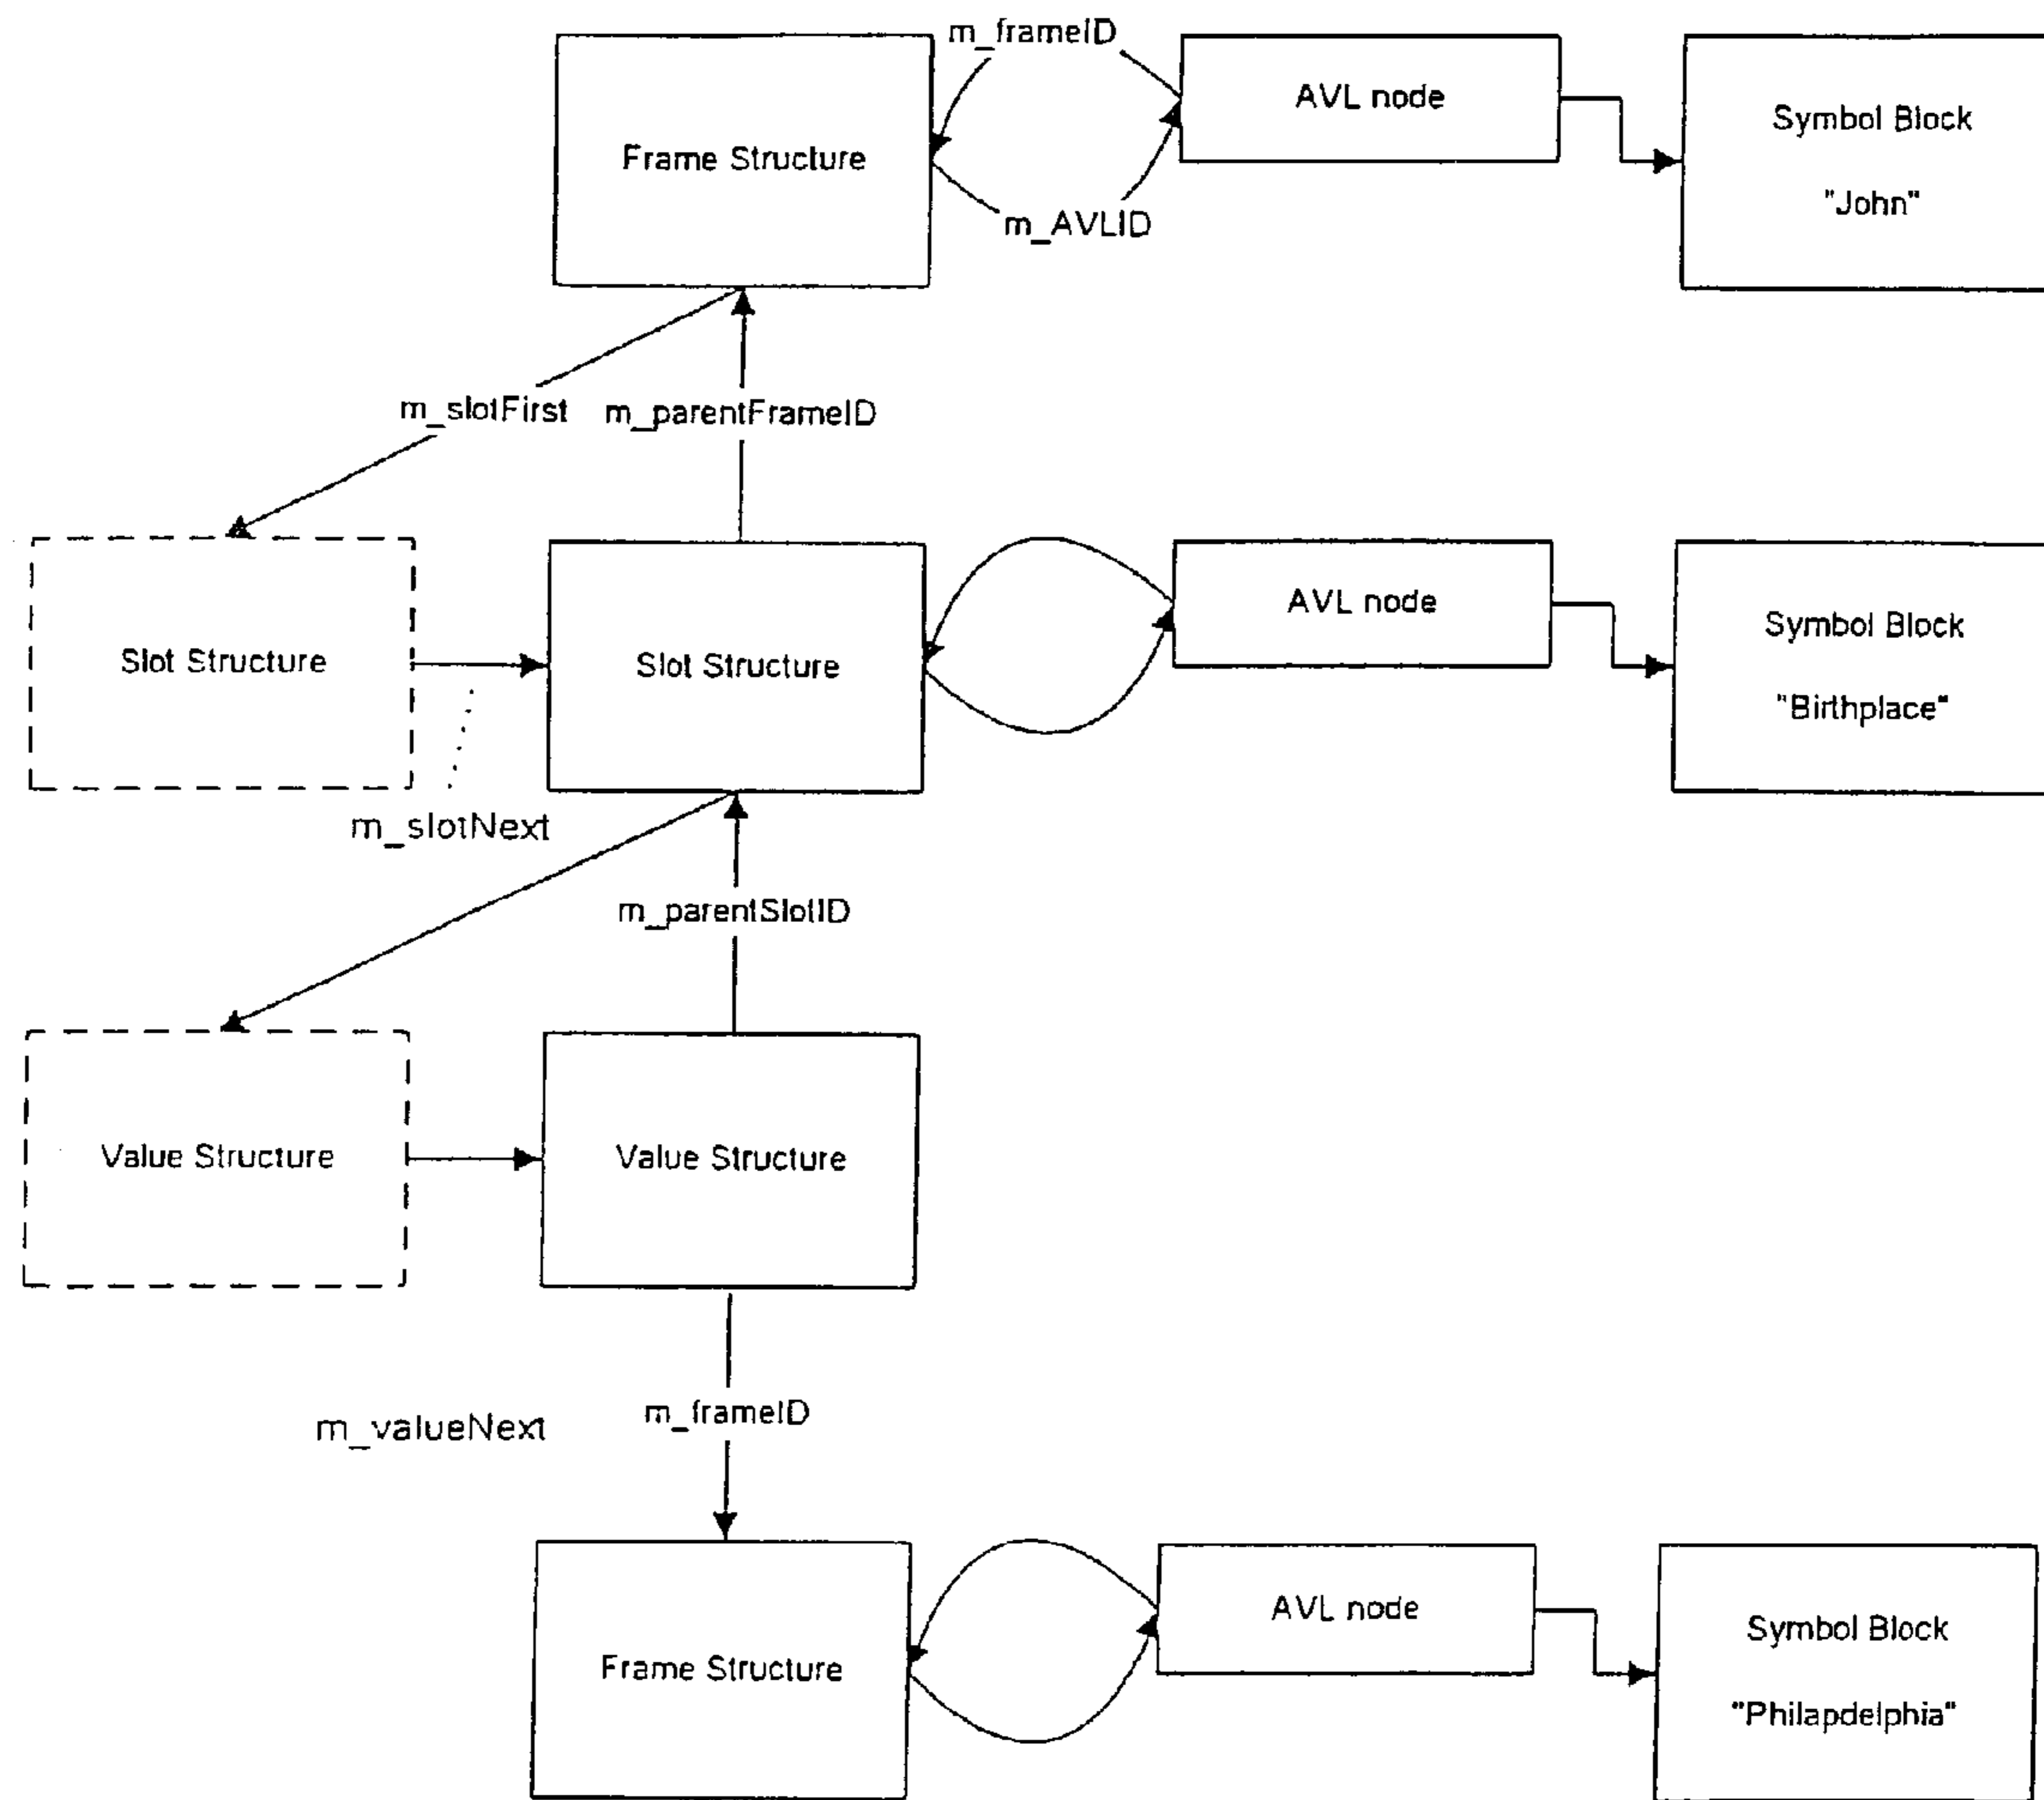 m_frameID
Frame Structure
AVL node
Symbol Block
"John"
m_AVLID
m_slotFirst
m_parentFrameID
Slot Structure
Slot Structure
AVL node
Symbol Block
"Birthplace"
m_slotNext
m_parentSlotID
Value Structure
Value Structure
m_valueNext
m_frameID
Frame Structure
AVL node
Symbol Block
"Philapdelphia"